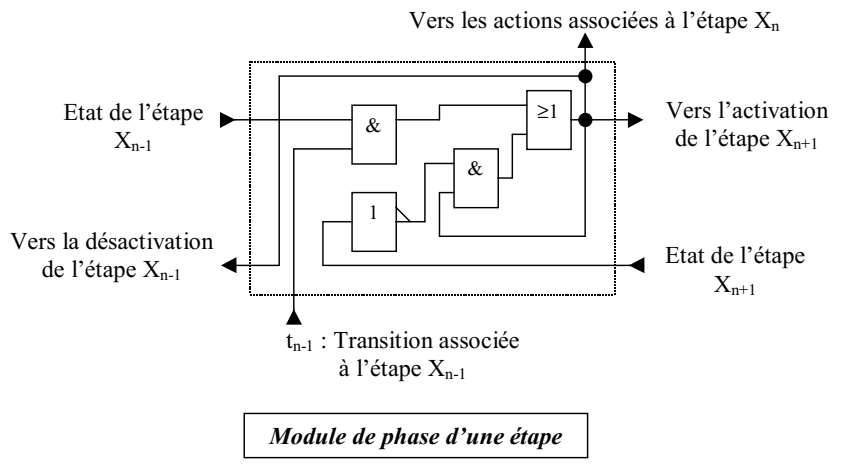 Vers les actions associées à l'étape Xn
Etat de l'étape
Xn-1
&
≥1
Vers l'activation
de l'étape Xn+1
&
1
Vers la désactivation
de l'étape Xn-1
Etat de l'étape
Xn+1
tn-1 : Transition associée
à l'étape Xn-1
Module de phase d'une étape